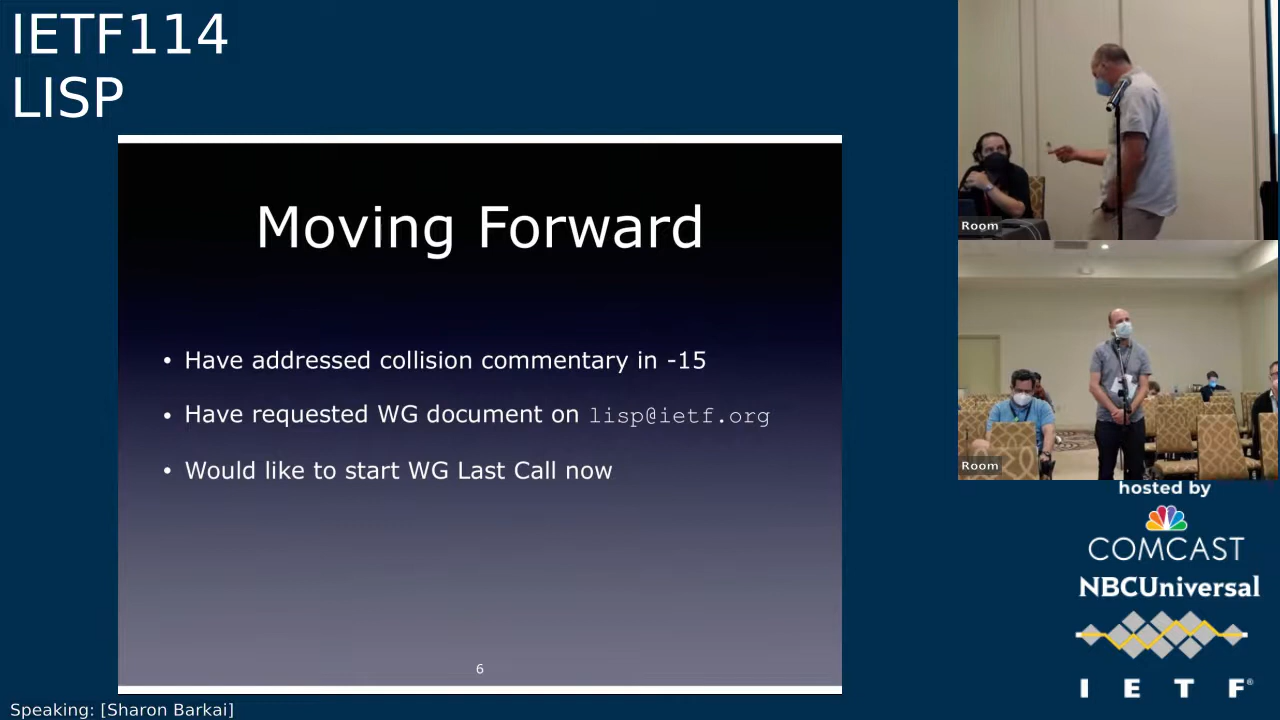 IETF114
LISP
Moving Forward
• Have addressed collision commentary in -15
• Have requested WG document on lisp@ietf.org
• Would like to start WG Last Call now
6
Room
Room
hosted by
COMCAST
NBCUniversal
I E T F®
Speaking: [Sharon Barkai]